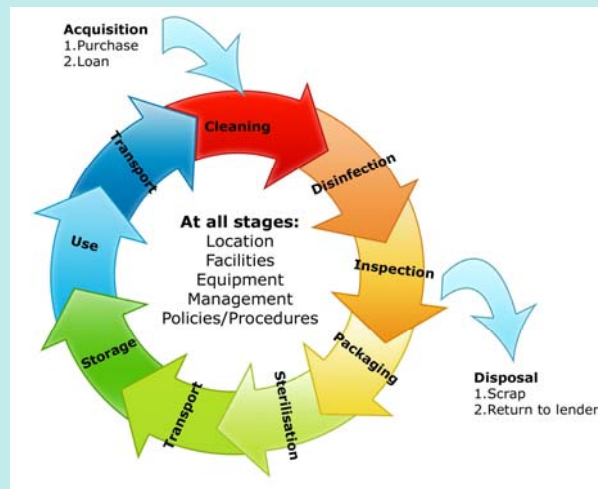 Acquisition
1.Purchase
2.Loan
Cleaning
Disinfection
Inspection
Packaging
Sterilisation
Transport
Storage
Use
Transport
At all stages:
Location
Facilities
Equipment
Management
Policies/Procedures
Disposal
1.Scrap
2.Return to lender